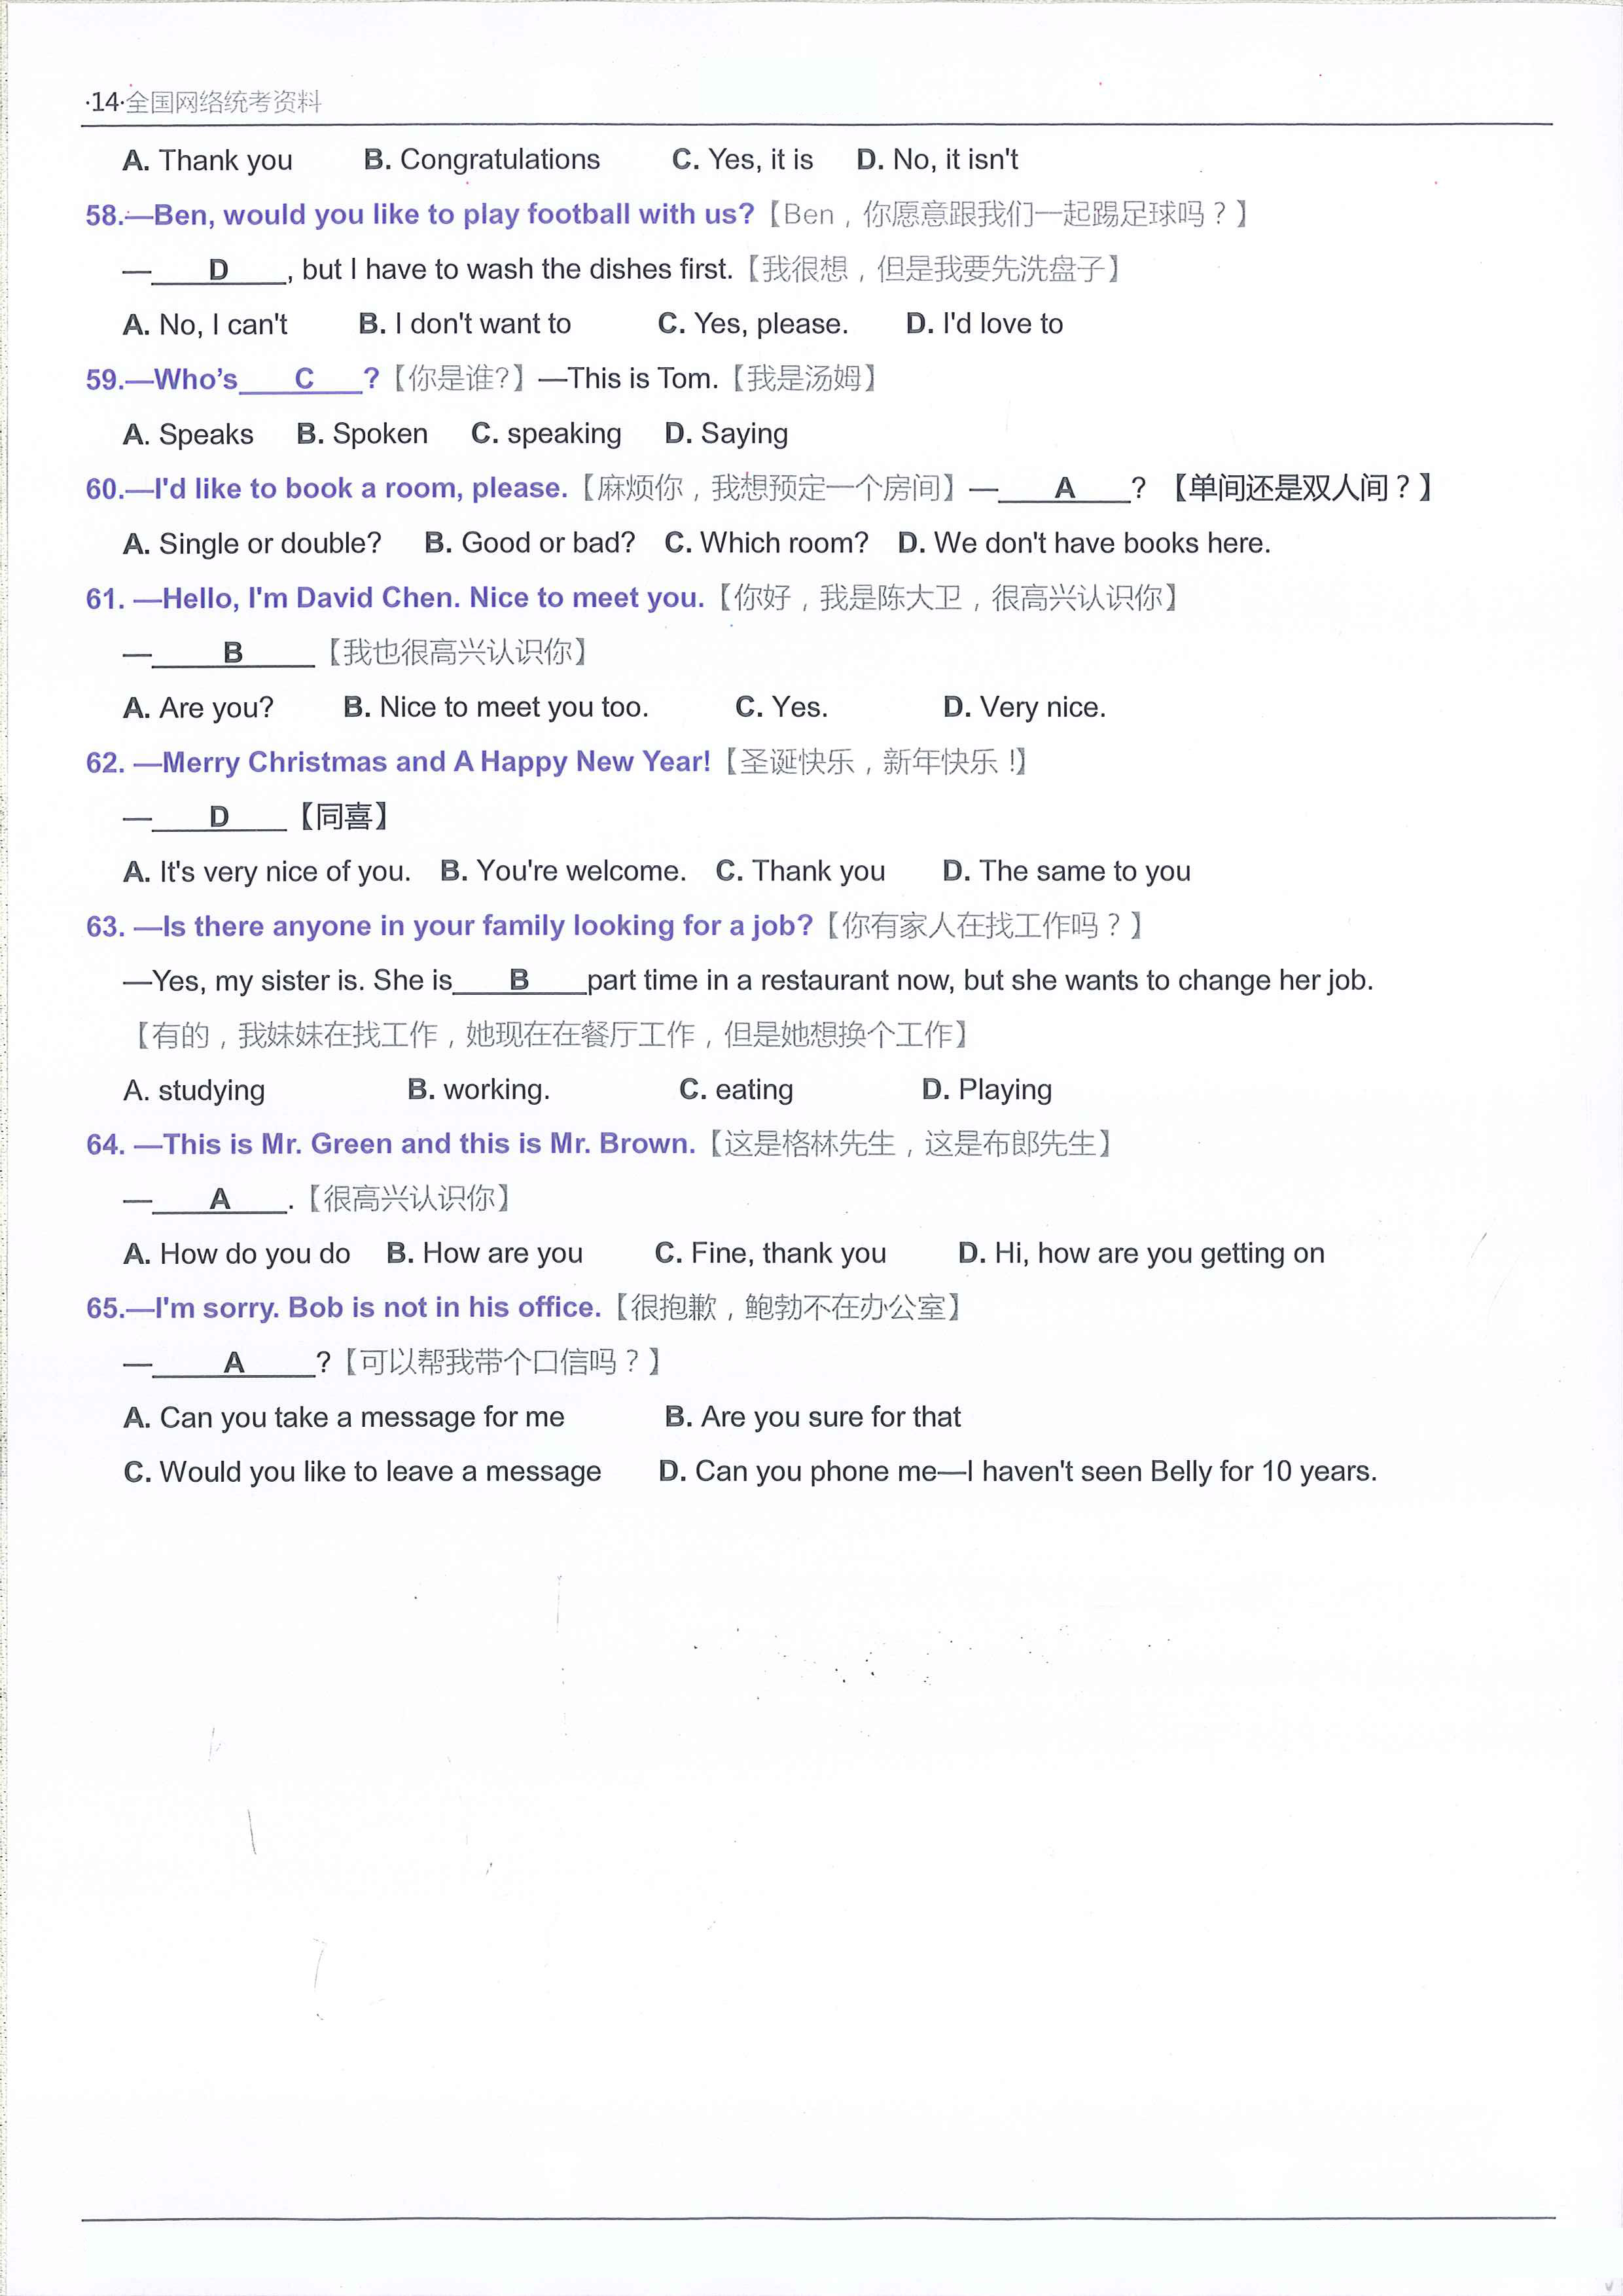 ·14·全国网络统考资料
A. Thank you B. Congratulations C. Yes, it is D. No, it isn't
58.—Ben, would you like to play football with us?【Ben，你愿意跟我们一起踢足球吗？】
—____D____, but I have to wash the dishes first.【我很想，但是我要先洗盘子】
A. No, I can't B. I don't want to C. Yes, please. D. I'd love to
59.—Who’s____C____?【你是谁?】—This is Tom.【我是汤姆】
A. Speaks B. Spoken C. speaking D. Saying
60.—I'd like to book a room, please.【麻烦你，我想预定一个房间】—____A____? 【单间还是双人间？】
A. Single or double? B. Good or bad? C. Which room? D. We don't have books here.
61. —Hello, I'm David Chen. Nice to meet you.【你好，我是陈大卫，很高兴认识你】
—____B____【我也很高兴认识你】
A. Are you? B. Nice to meet you too. C. Yes. D. Very nice.
62. —Merry Christmas and A Happy New Year!【圣诞快乐，新年快乐!】
—____D____【同喜】
A. It's very nice of you. B. You're welcome. C. Thank you D. The same to you
63. —Is there anyone in your family looking for a job?【你有家人在找工作吗？】
—Yes, my sister is. She is____B____part time in a restaurant now, but she wants to change her job.
【有的，我妹妹在找工作，她现在在餐厅工作，但是她想换个工作】
A. studying B. working. C. eating D. Playing
64. —This is Mr. Green and this is Mr. Brown.【这是格林先生，这是布郎先生】
—____A____.【很高兴认识你】
A. How do you do B. How are you C. Fine, thank you D. Hi, how are you getting on
65.—I'm sorry. Bob is not in his office.【很抱歉，鲍勃不在办公室】
—____A____?【可以帮我带个口信吗？】
A. Can you take a message for me B. Are you sure for that
C. Would you like to leave a message D. Can you phone me—I haven't seen Belly for 10 years.